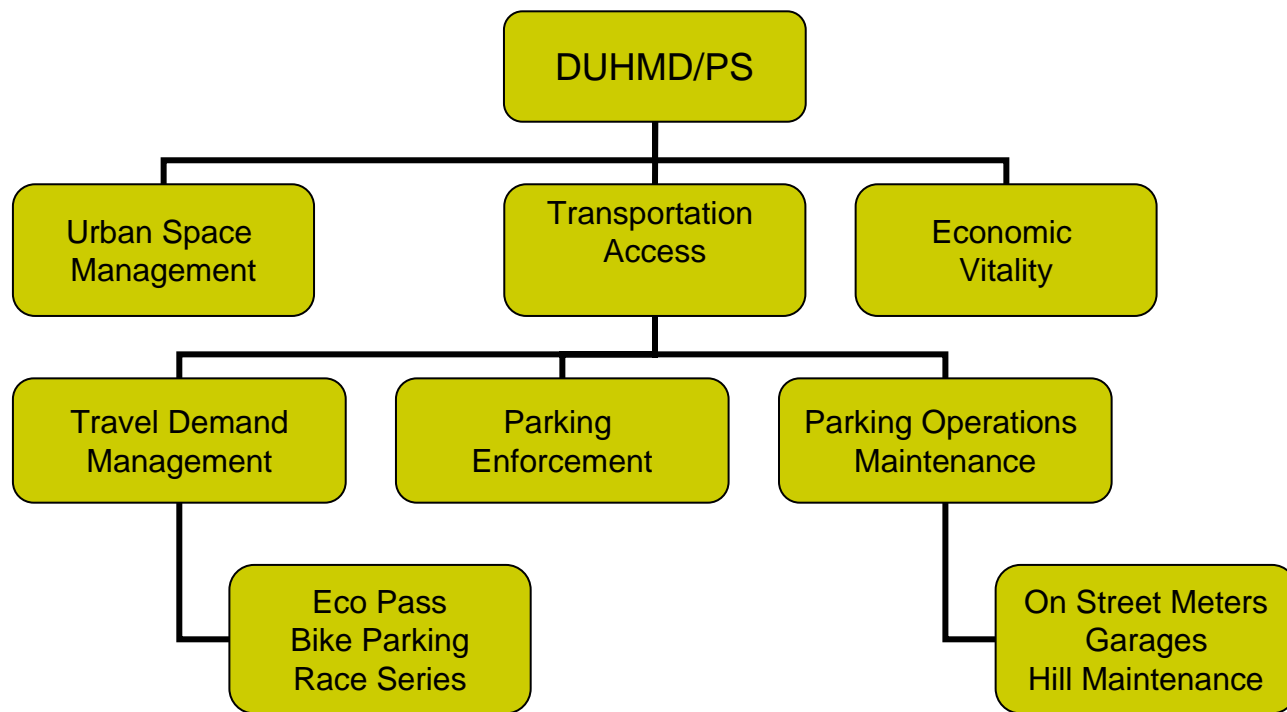 DUHMD/PS
Urban Space
Management
Transportation
Access
Economic
Vitality
Travel Demand
Management
Parking
Enforcement
Parking Operations
Maintenance
Eco Pass
Bike Parking
Race Series
On Street Meters
Garages
Hill Maintenance